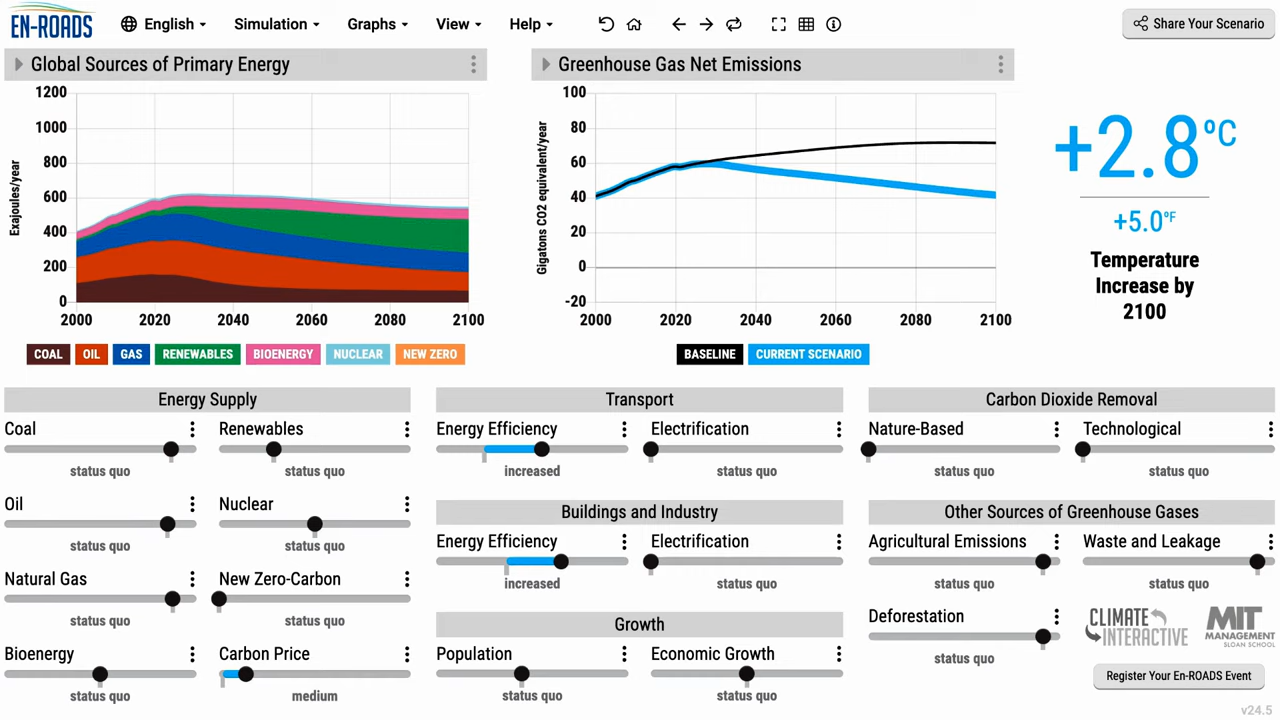 EN-ROADS
English
Simulation
Graphs
View
Help
Share Your Scenario
Global Sources of Primary Energy
Exajoules/year
1200
1000
800
600
400
200
0
2000 2020 2040 2060 2080 2100
COAL OIL GAS RENEWABLES BIOENERGY NUCLEAR NEW ZERO
Greenhouse Gas Net Emissions
Gigatons CO2 equivalent/year
100
80
60
40
20
0
-20
2000 2020 2040 2060 2080 2100
BASELINE CURRENT SCENARIO
+2.8ºC
+5.0ºF
Temperature
Increase by
2100
Energy Supply
Coal
status quo
Renewables
status quo
Oil
status quo
Nuclear
status quo
Natural Gas
status quo
New Zero-Carbon
status quo
Bioenergy
status quo
Carbon Price
medium
Transport
Energy Efficiency
increased
Electrification
status quo
Buildings and Industry
Energy Efficiency
increased
Electrification
status quo
Growth
Population
status quo
Economic Growth
status quo
Carbon Dioxide Removal
Nature-Based
status quo
Technological
status quo
Other Sources of Greenhouse Gases
Agricultural Emissions
status quo
Waste and Leakage
status quo
Deforestation
status quo
CLIMATE
INTERACTIVE
MIT
MANAGEMENT
SLOAN SCHOOL
Register Your En-ROADS Event
v24.5